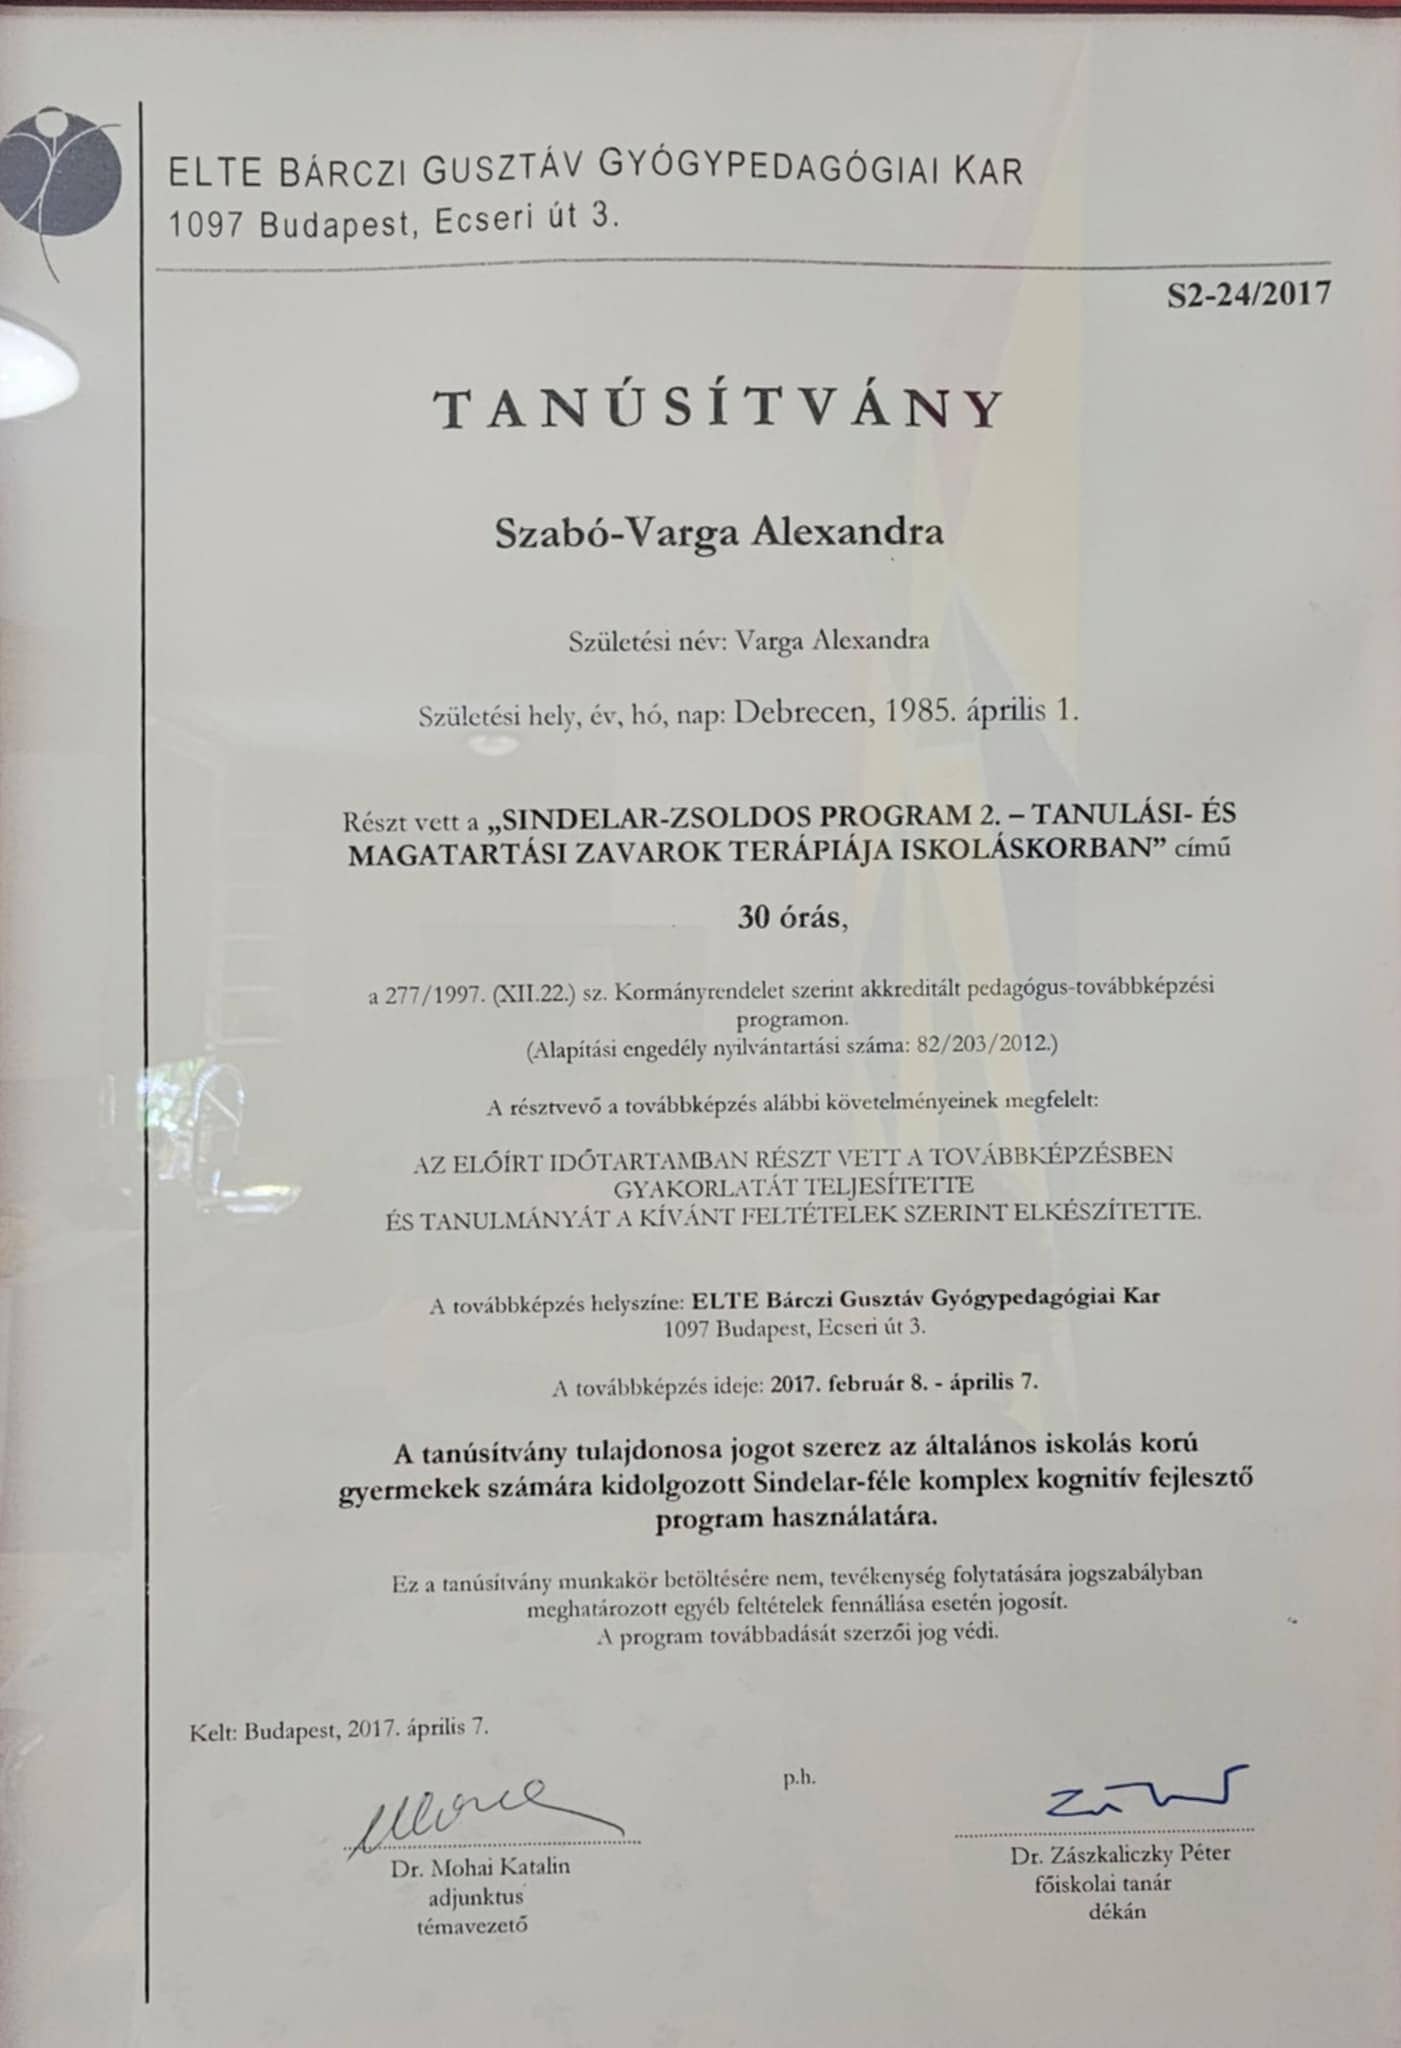 ELTE BÁRCZI GUSZTÁV GYÓGYPEDAGÓGIAI KAR
1097 Budapest, Ecseri út 3.
S2-24/2017
TANÚSÍTVÁNY
Szabó-Varga Alexandra
Születési név: Varga Alexandra
Születési hely, év, hó, nap: Debrecen, 1985. április 1.
Részt vett a „SINDELAR-ZSOLDOS PROGRAM 2. – TANULÁSI- ÉS
MAGATARTÁSI ZAVAROK TERÁPIÁJA ISKOLÁSKORBAN” című
30 órás,
a 277/1997. (XII.22.) sz. Kormányrendelet szerint akkreditált pedagógus-továbbképzési
programon.
(Alapítási engedély nyilvántartási száma: 82/203/2012.)
A résztvevő a továbbképzés alábbi követelményeinek megfelelt:
AZ ELŐÍRT IDŐTARTAMBAN RÉSZT VETT A TOVÁBBKÉPZÉSBEN
GYAKORLATÁT TELJESÍTETTE
ÉS TANULMÁNYÁT A KÍVÁNT FELTÉTELEK SZERINT ELKÉSZÍTETTE.
A továbbképzés helyszíne: ELTE Bárczi Gusztáv Gyógypedagógiai Kar
1097 Budapest, Ecseri út 3.
A továbbképzés ideje: 2017. február 8. - április 7.
A tanúsítvány tulajdonosa jogot szerez az általános iskolás korú
gyermekek számára kidolgozott Sindelar-féle komplex kognitív fejlesztő
program használatára.
Ez a tanúsítvány munkakör betöltésére nem, tevékenység folytatására jogszabályban
meghatározott egyéb feltételek fennállása esetén jogosít.
A program továbbadását szerzői jog védi.
Kelt: Budapest, 2017. április 7.
p.h.
Dr. Mohai Katalin
adjunktus
témavezető
Dr. Zászkaliczky Péter
főiskolai tanár
dékán